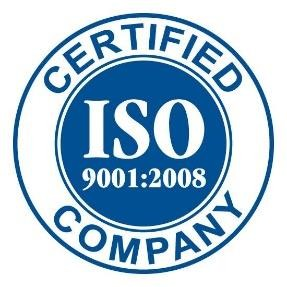 CERTIFIED
ISO
9001:2008
COMPANY